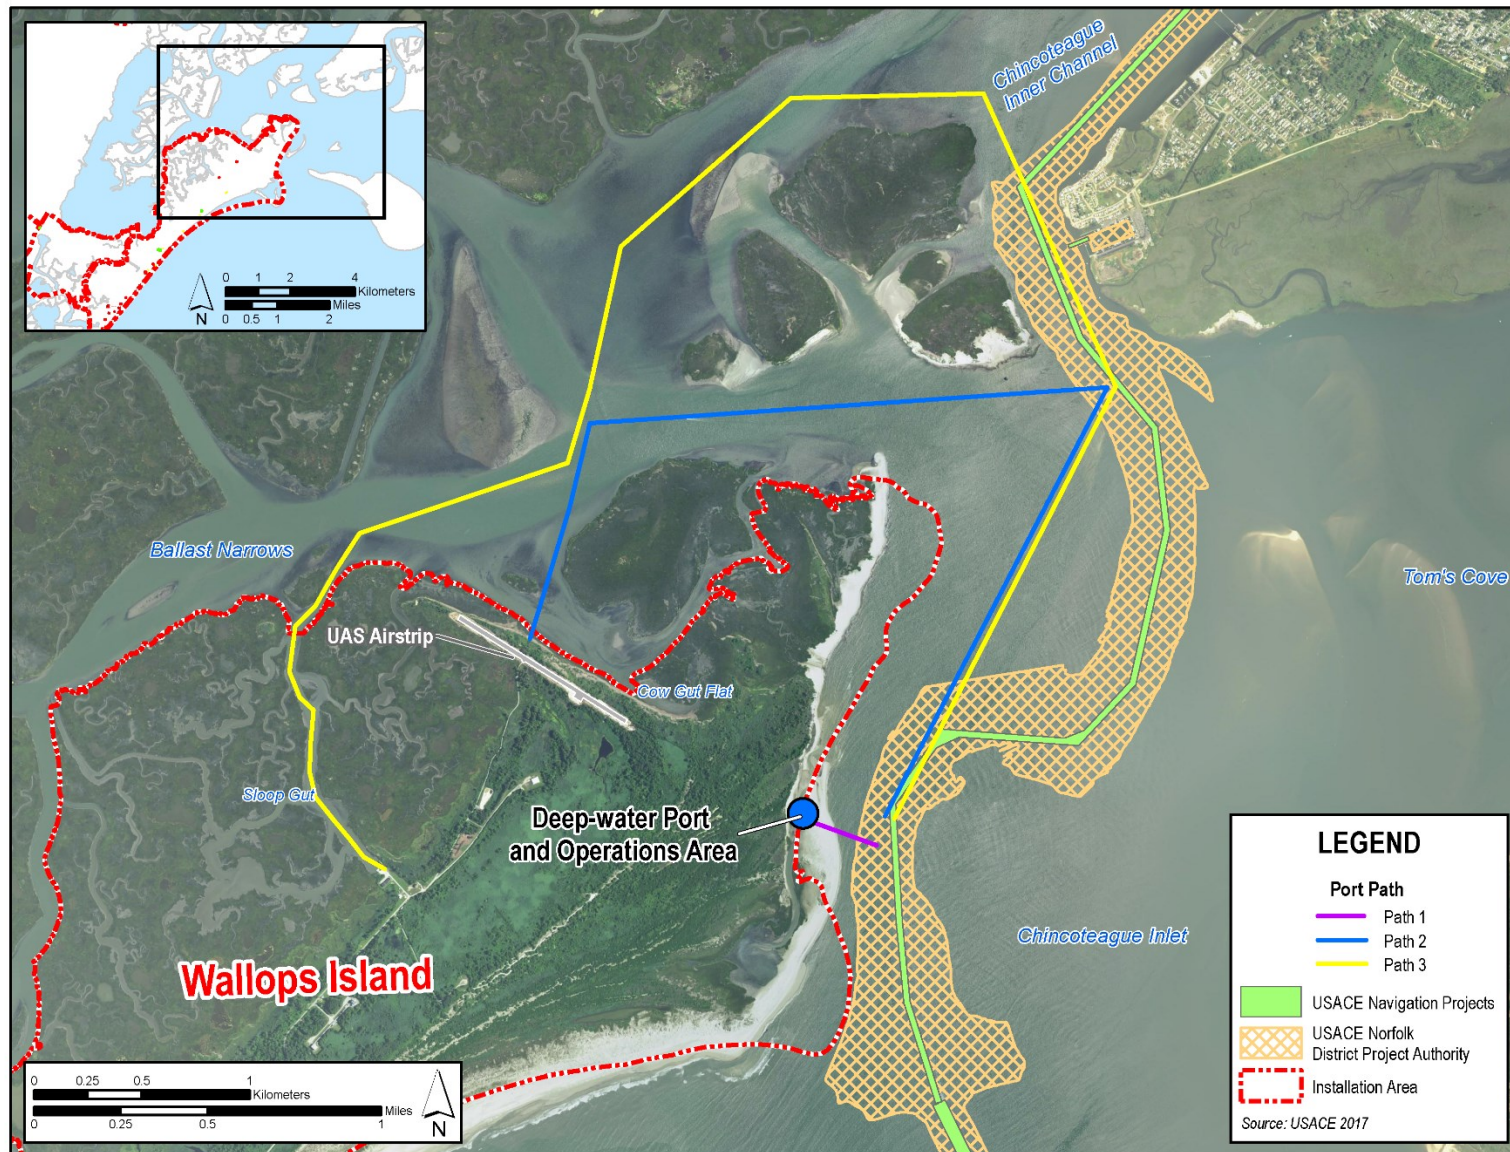 0 1 2 4
Kilometers
Miles
0 0.5 1 2
N
Chincoteague
Inner Channel
Ballast Narrows
UAS Airstrip
Cow Gut Flat
Tom's Cove
Sloop Gut
Deep-water Port
and Operations Area
Wallops Island
Chincoteague Inlet
0 0.25 0.5 1
Kilometers
Miles
0 0.25 0.5 1
N
LEGEND
Port Path
Path 1
Path 2
Path 3
USACE Navigation Projects
USACE Norfolk
District Project Authority
Installation Area
Source: USACE 2017